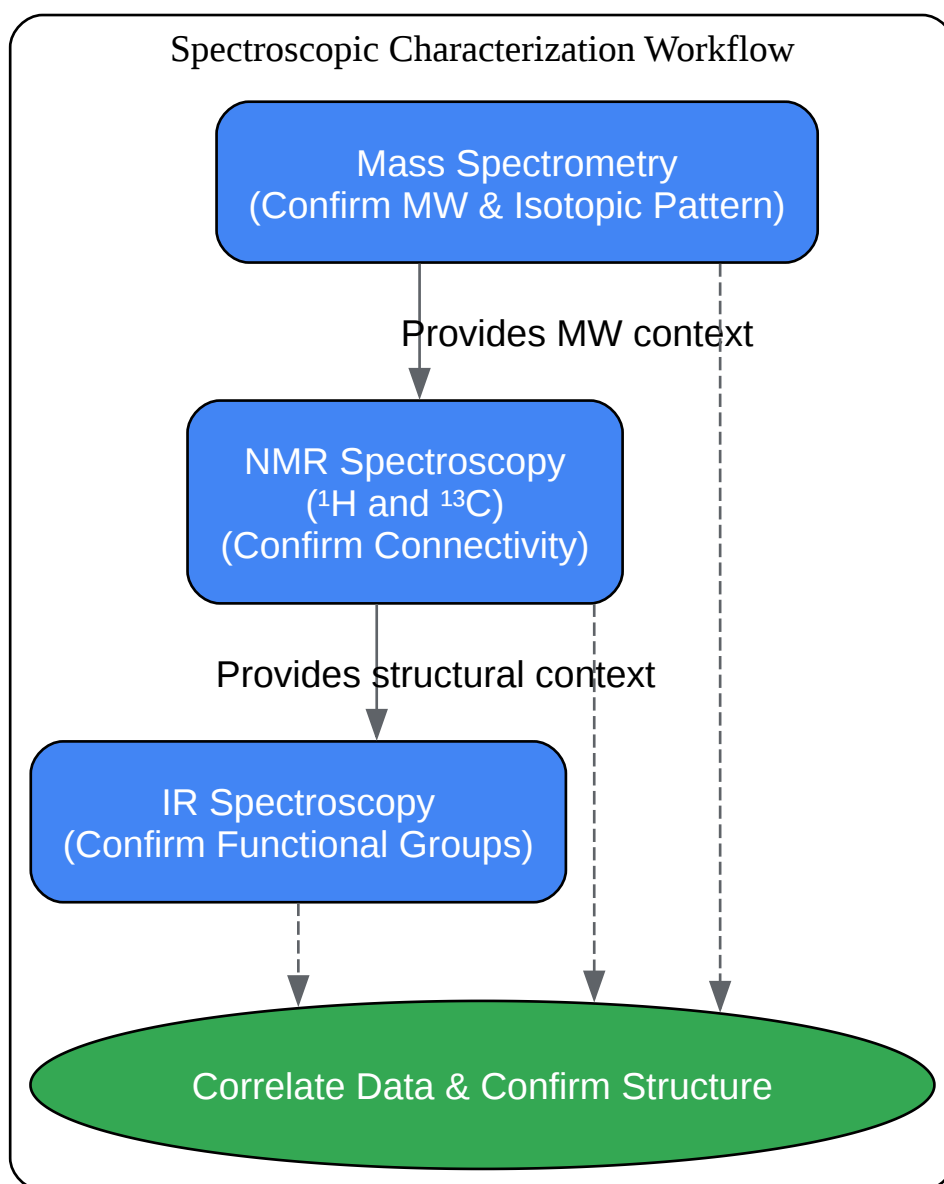 Spectroscopic Characterization Workflow
Mass Spectrometry
(Confirm MW & Isotopic Pattern)
Provides MW context
NMR Spectroscopy
(¹H and ¹³C)
(Confirm Connectivity)
Provides structural context
IR Spectroscopy
(Confirm Functional Groups)
Correlate Data & Confirm Structure